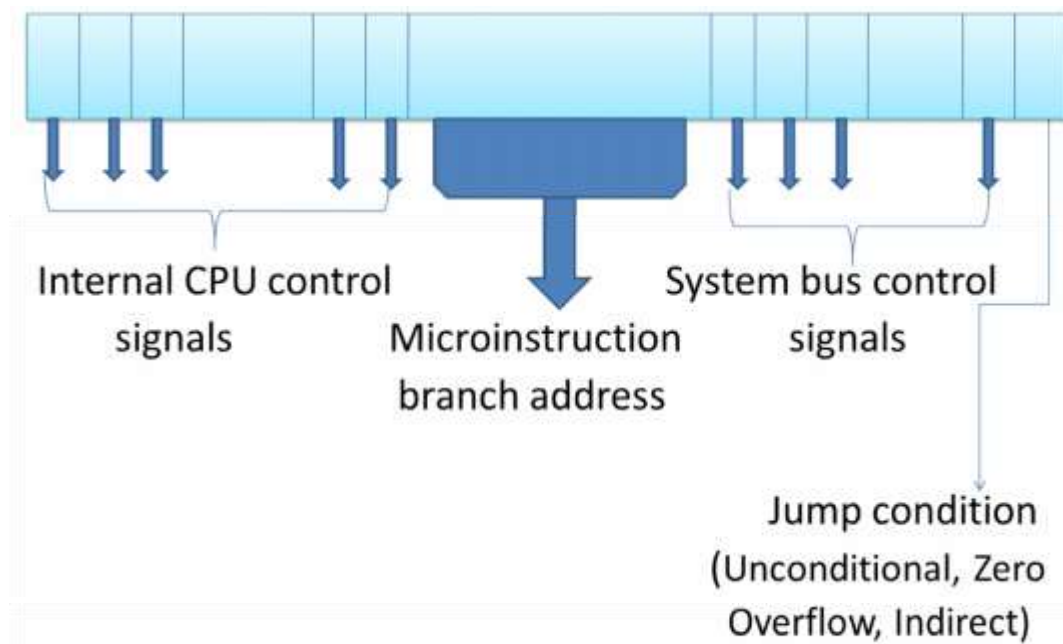 Internal CPU control
signals
Microinstruction
branch address
System bus control
signals
Jump condition
(Unconditional, Zero
Overflow, Indirect)